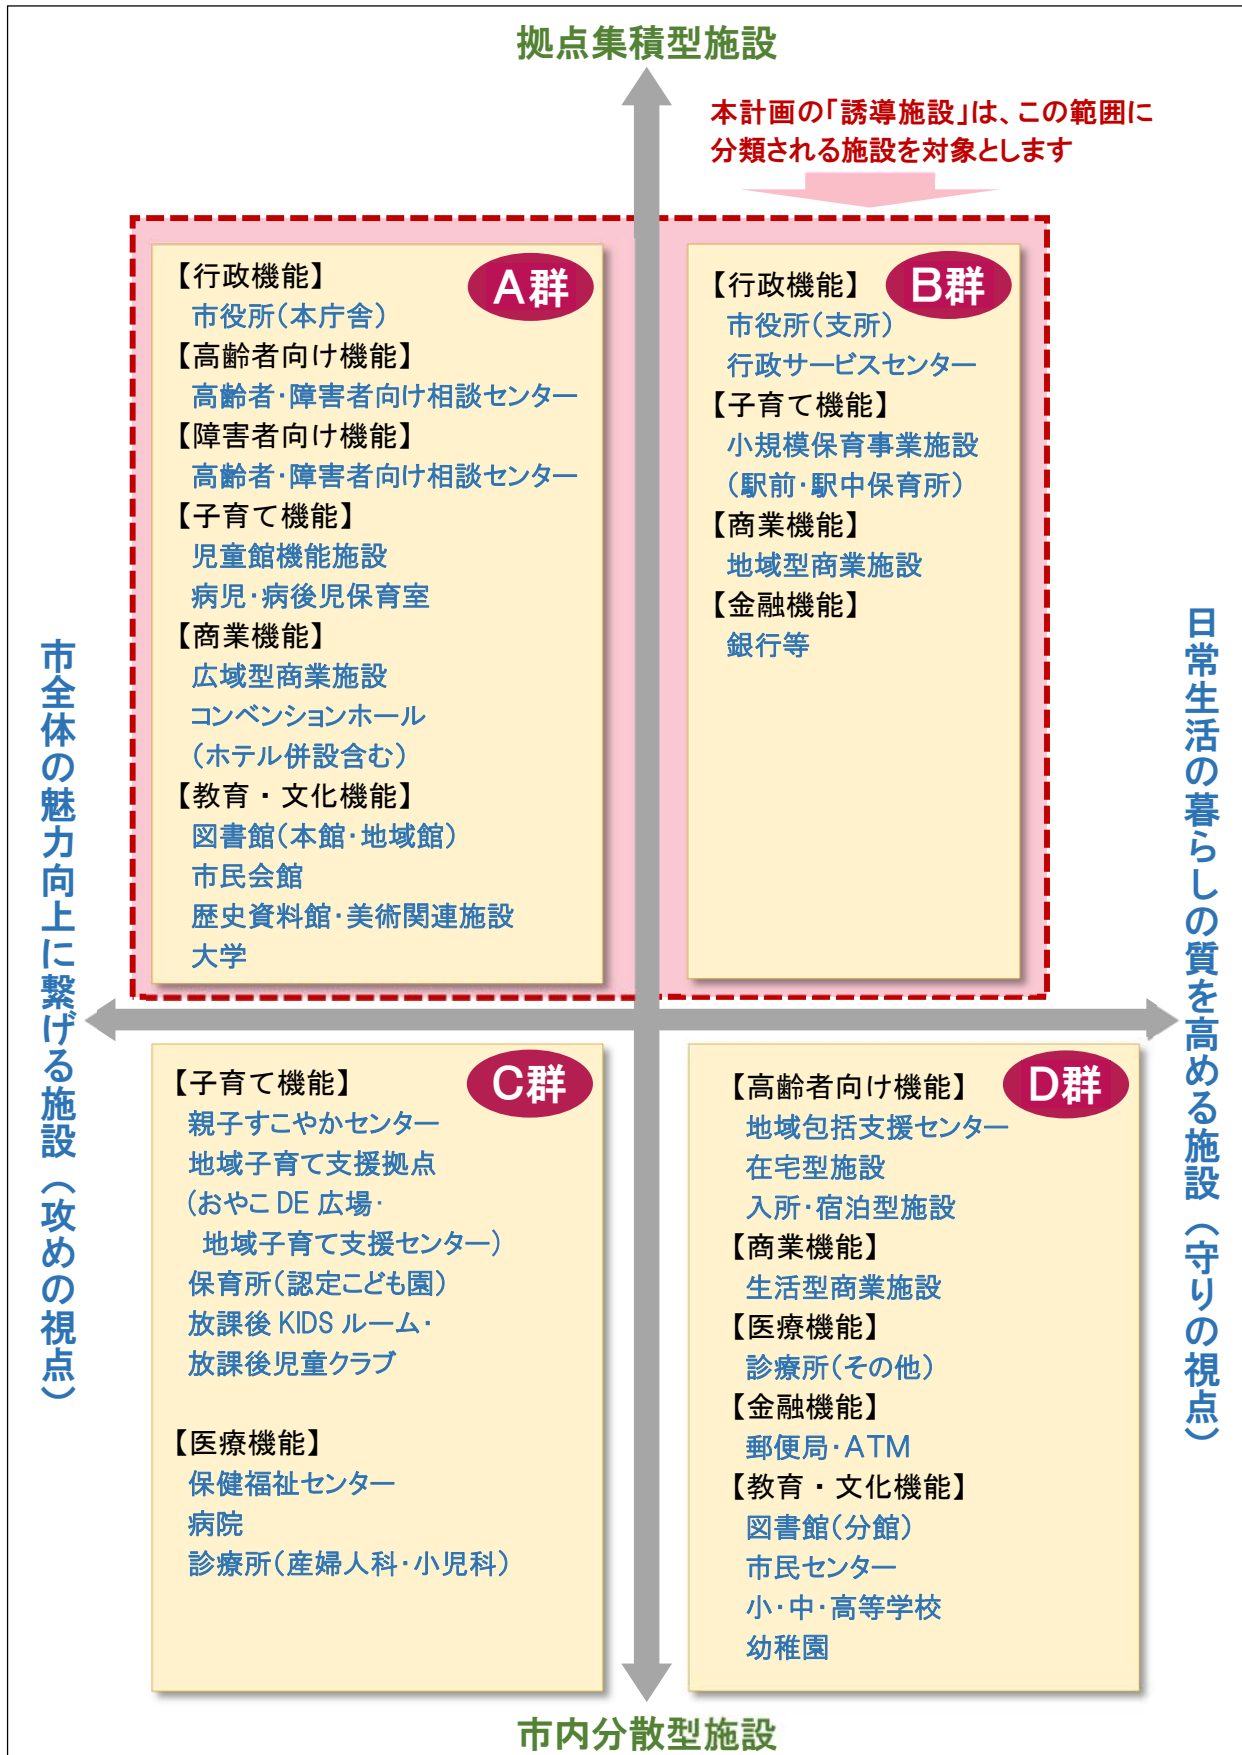 拠点集積型施設
本計画の「誘導施設」は、この範囲に
分類される施設を対象とします
A群
【行政機能】
市役所(本庁舎)
【高齢者向け機能】
高齢者・障害者向け相談センター
【障害者向け機能】
高齢者・障害者向け相談センター
【子育て機能】
児童館機能施設
病児・病後児保育室
【商業機能】
広域型商業施設
コンベンションホール
(ホテル併設含む)
【教育・文化機能】
図書館(本館・地域館)
市民会館
歴史資料館・美術関連施設
大学
B群
【行政機能】
市役所(支所)
行政サービスセンター
【子育て機能】
小規模保育事業施設
(駅前・駅中保育所)
【商業機能】
地域型商業施設
【金融機能】
銀行等
市全体の魅力向上に繋げる施設(攻めの視点)
日常生活の暮らしの質を高める施設(守りの視点)
C群
【子育て機能】
親子すこやかセンター
地域子育て支援拠点
(おやこDE広場・
地域子育て支援センター)
保育所(認定こども園)
放課後KIDSルーム・
放課後児童クラブ
【医療機能】
保健福祉センター
病院
診療所(産婦人科・小児科)
D群
【高齢者向け機能】
地域包括支援センター
在宅型施設
入所・宿泊型施設
【商業機能】
生活型商業施設
【医療機能】
診療所(その他)
【金融機能】
郵便局・ATM
【教育・文化機能】
図書館(分館)
市民センター
小・中・高等学校
幼稚園
市内分散型施設